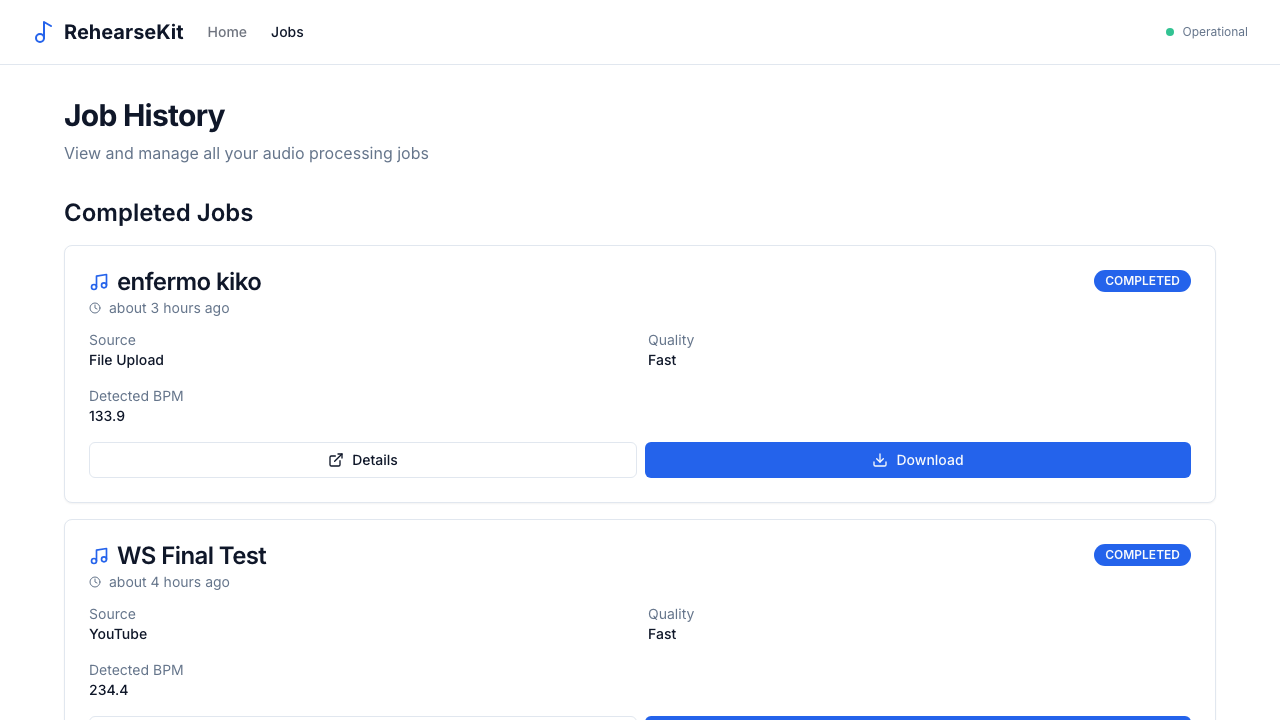 RehearseKit Home Jobs Operational
Job History
View and manage all your audio processing jobs
Completed Jobs
enfermo kiko COMPLETED
about 3 hours ago
Source Quality
File Upload Fast
Detected BPM
133.9
Details Download
WS Final Test COMPLETED
about 4 hours ago
Source Quality
YouTube Fast
Detected BPM
234.4